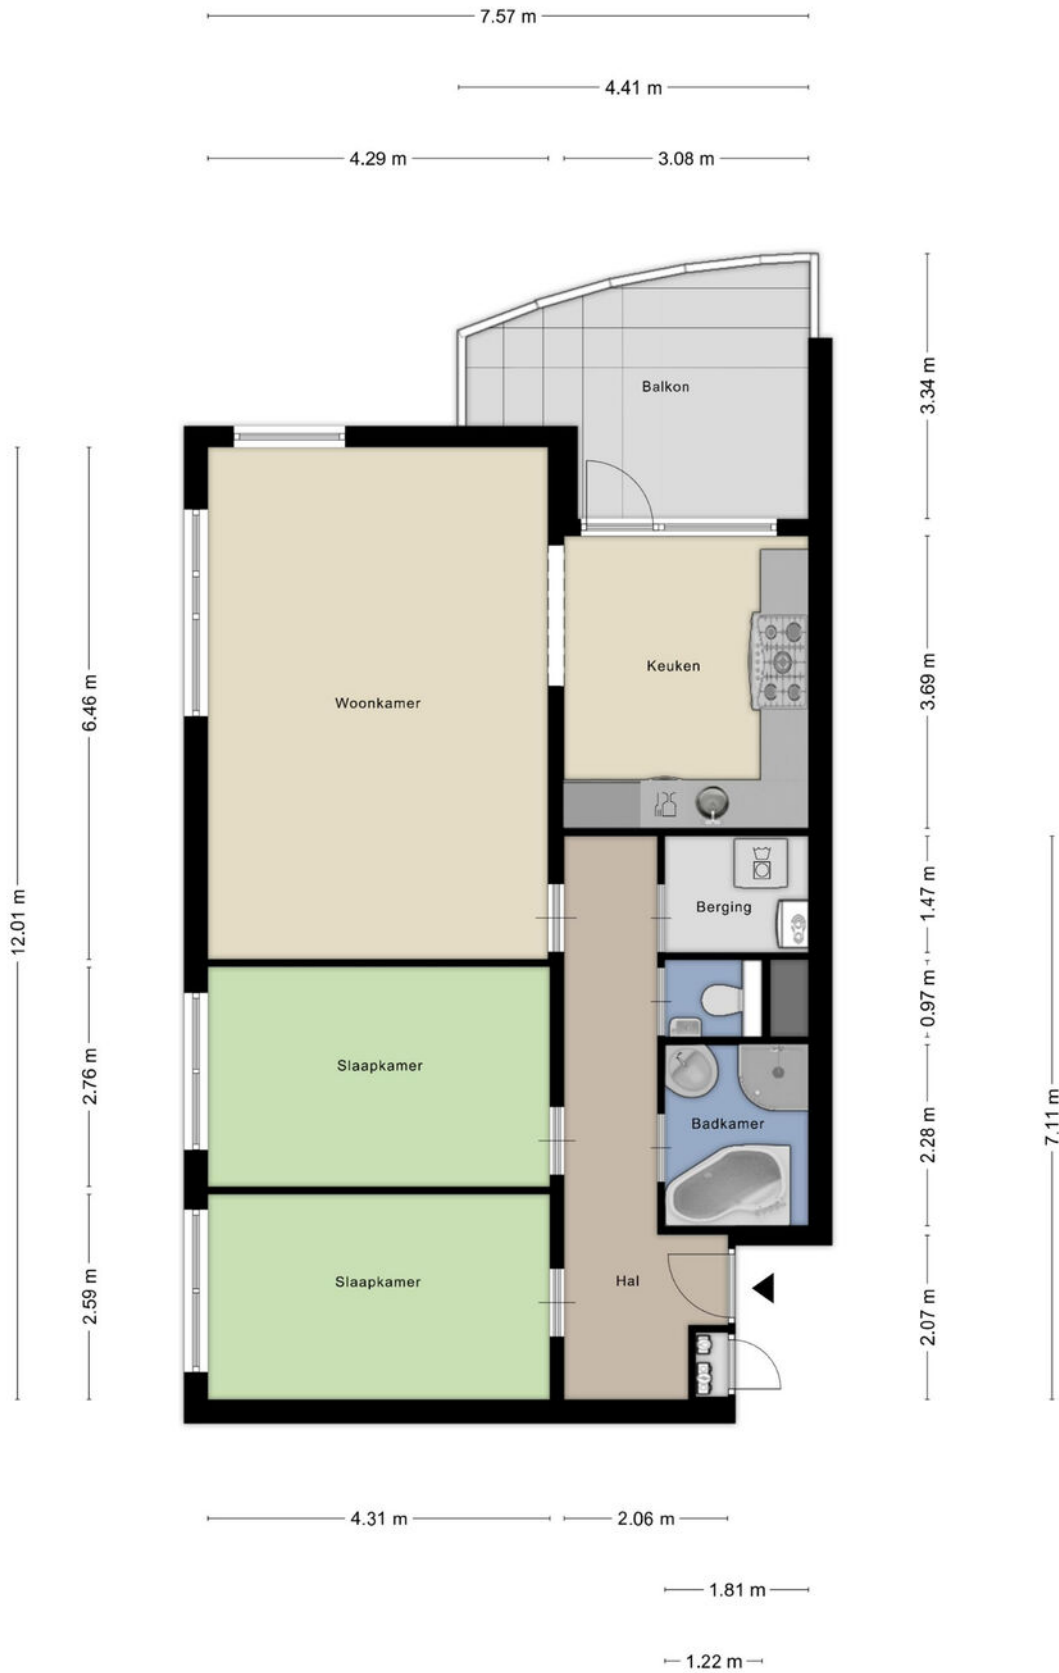 7.57 m
4.41 m
4.29 m
3.08 m
Balkon
3.34 m
Woonkamer
Keuken
6.46 m
3.69 m
12.01 m
Berging
1.47 m
0.97 m
Slaapkamer
2.76 m
Badkamer
2.28 m
7.11 m
Slaapkamer
Hal
2.59 m
2.07 m
4.31 m
2.06 m
1.81 m
1.22 m